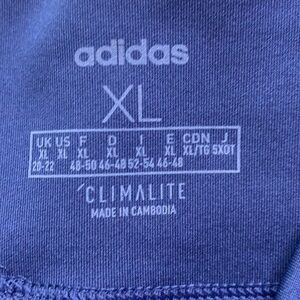 adidas
XL
UK US F D I E CDN J
XL XL XL XL XL XL XL/TG 5XOT
20-22 48-50 46-48 52-54 46-48
CLIMALITE
MADE IN CAMBODIA